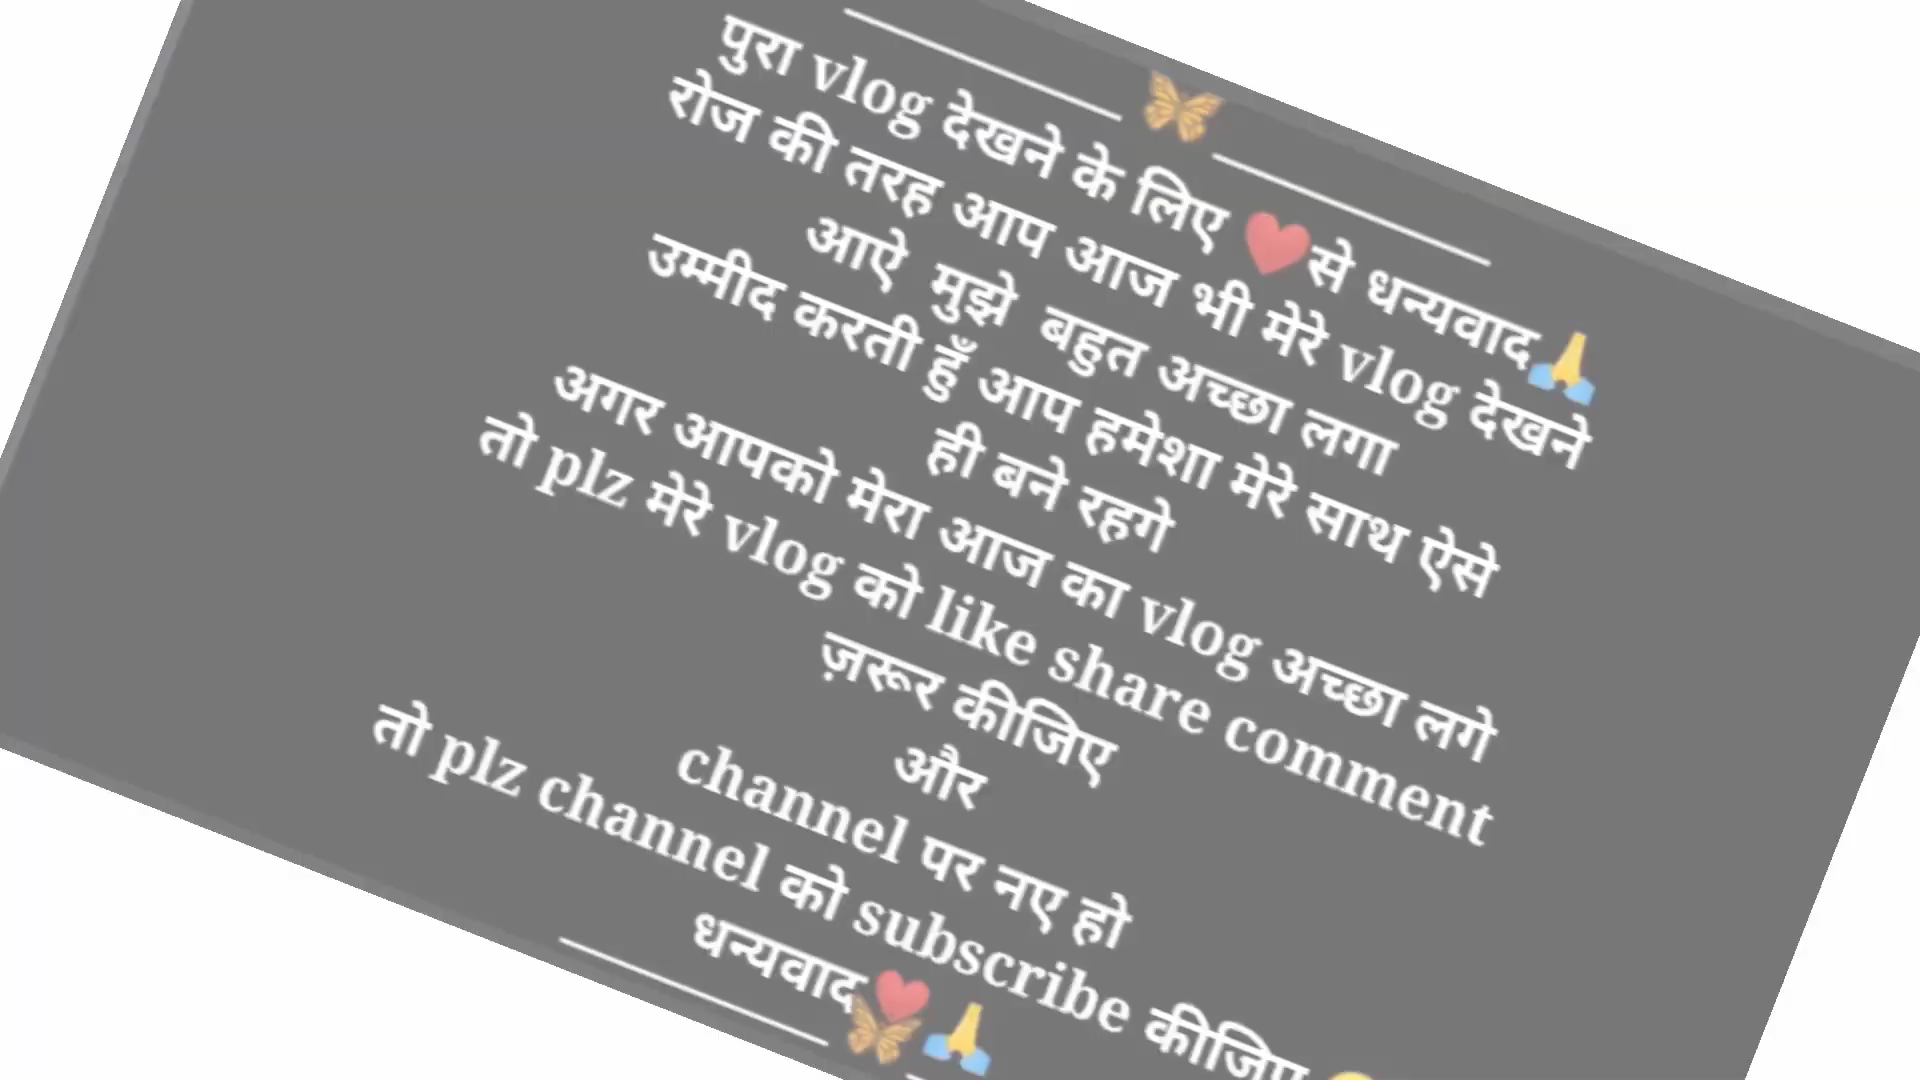 पुरा vlog देखने के लिए ❤️से धन्यवाद🙏
रोज की तरह आप आज भी मेरे vlog देखने
आऐ मुझे बहुत अच्छा लगा
उम्मीद करती हुँ आप हमेशा मेरे साथ ऐसे
ही बने रहगे
अगर आपको मेरा आज का vlog अच्छा लगे
तो plz मेरे vlog को like share comment
ज़रूर कीजिए
और
channel पर नए हो
तो plz channel को subscribe कीजिए
धन्यवाद❤️🙏